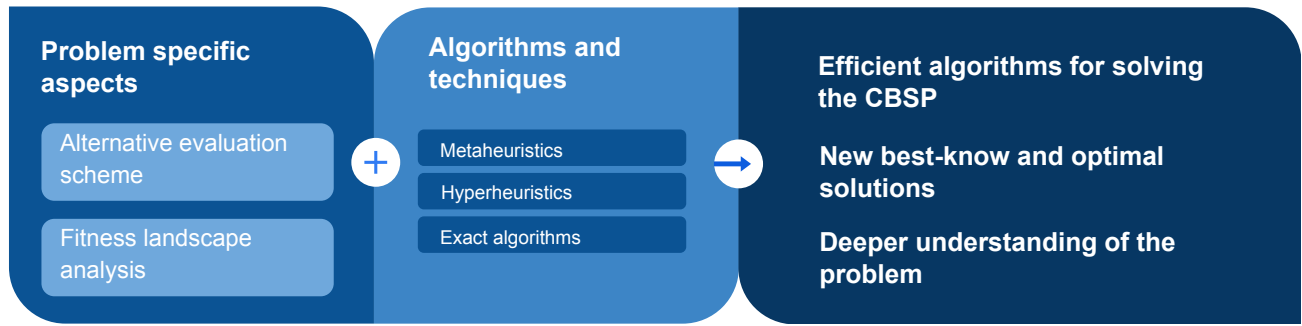 Problem specific
aspects
Alternative evaluation
scheme
Fitness landscape
analysis
+
Algorithms and
techniques
Metaheuristics
Hyperheuristics
Exact algorithms
→
Efficient algorithms for solving
the CBSP
New best-know and optimal
solutions
Deeper understanding of the
problem